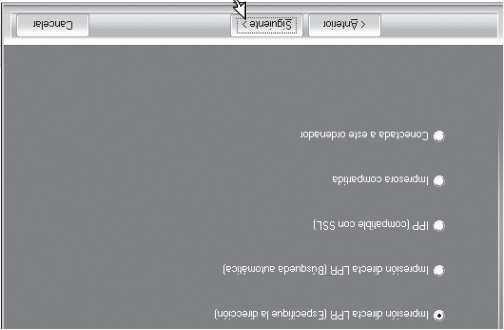 Impresión directa LPR (Especifique la dirección)
Impresión directa LPR (Búsqueda automática)
IPP (compatible con SSL)
Impresora compartida
Conectada a este ordenador
< Anterior
Siguiente >
Cancelar